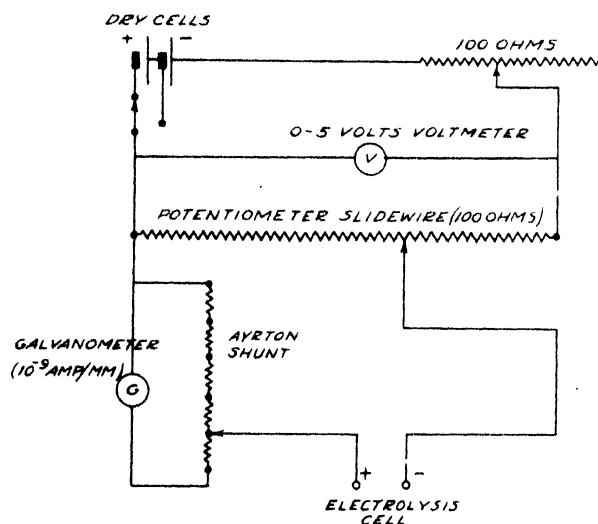 DRY CELLS
+ -
100 OHMS
0-5 VOLTS VOLTMETER
V
POTENTIOMETER SLIDEWIRE (100 OHMS)
AYRTON
SHUNT
GALVANOMETER
(10⁻⁹ AMP/MM)
G
+ -
ELECTROLYSIS
CELL